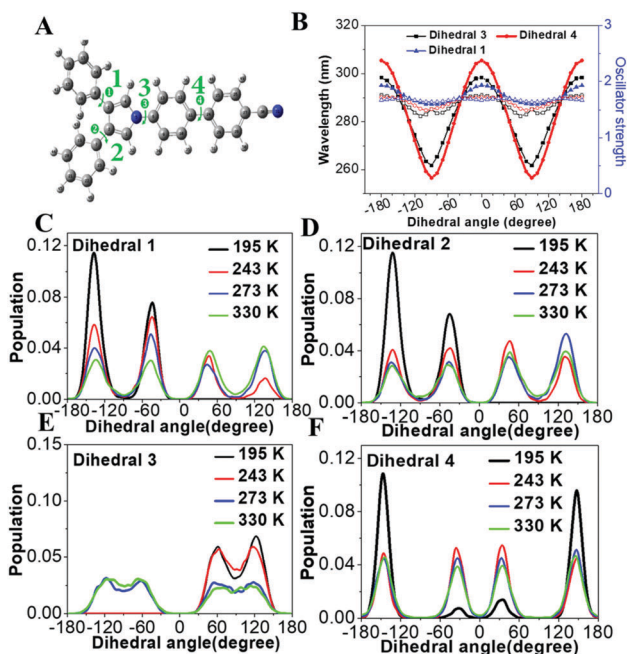 A
1
2
3
4
1
2
3
4
B
Dihedral 3
Dihedral 4
Dihedral 1
Wavelength (nm)
320
300
280
260
Oscillator strength
3
2
1
0
-180 -120 -60 0 60 120 180
Dihedral angle (degree)
C
Dihedral 1
195 K
243 K
273 K
330 K
Population
0.12
0.08
0.04
0.00
-180 -120 -60 0 60 120 180
Dihedral angle(degree)
D
Dihedral 2
195 K
243 K
273 K
330 K
Population
0.12
0.08
0.04
0.00
-180 -120 -60 0 60 120 180
Dihedral angle(degree)
E
Dihedral 3
195 K
243 K
273 K
330 K
Population
0.15
0.10
0.05
0.00
-180 -120 -60 0 60 120 180
Dihedral angle(degree)
F
Dihedral 4
195 K
243 K
273 K
330 K
Population
0.12
0.08
0.04
0.00
-180 -120 -60 0 60 120 180
Dihedral angle(degree)